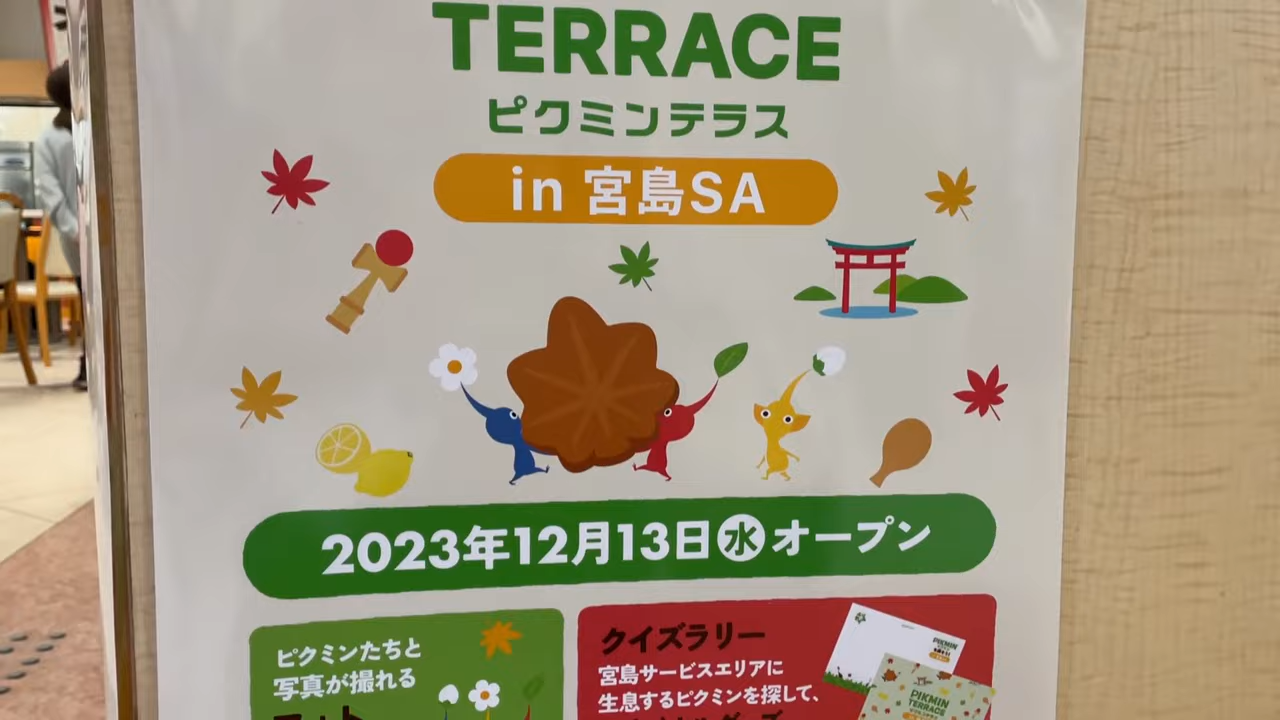 TERRACE
ピクミンテラス
in 宮島SA
2023年12月13日水オープン
ピクミンたちと
写真が撮れる
クイズラリー
宮島サービスエリアに
生息するピクミンを探して、
PIKMIN
PIKMIN
TERRACE